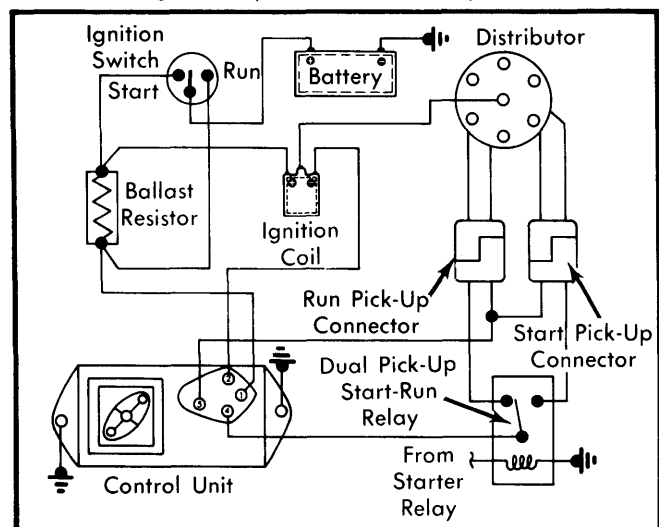 Ignition
Switch
Start
Run
+
Battery
-
Distributor
Ballast
Resistor
+
-
Ignition
Coil
Run Pick-Up
Connector
Start Pick-Up
Connector
Dual Pick-Up
Start-Run
Relay
2
1
5
4
From
Starter
Relay
Control Unit